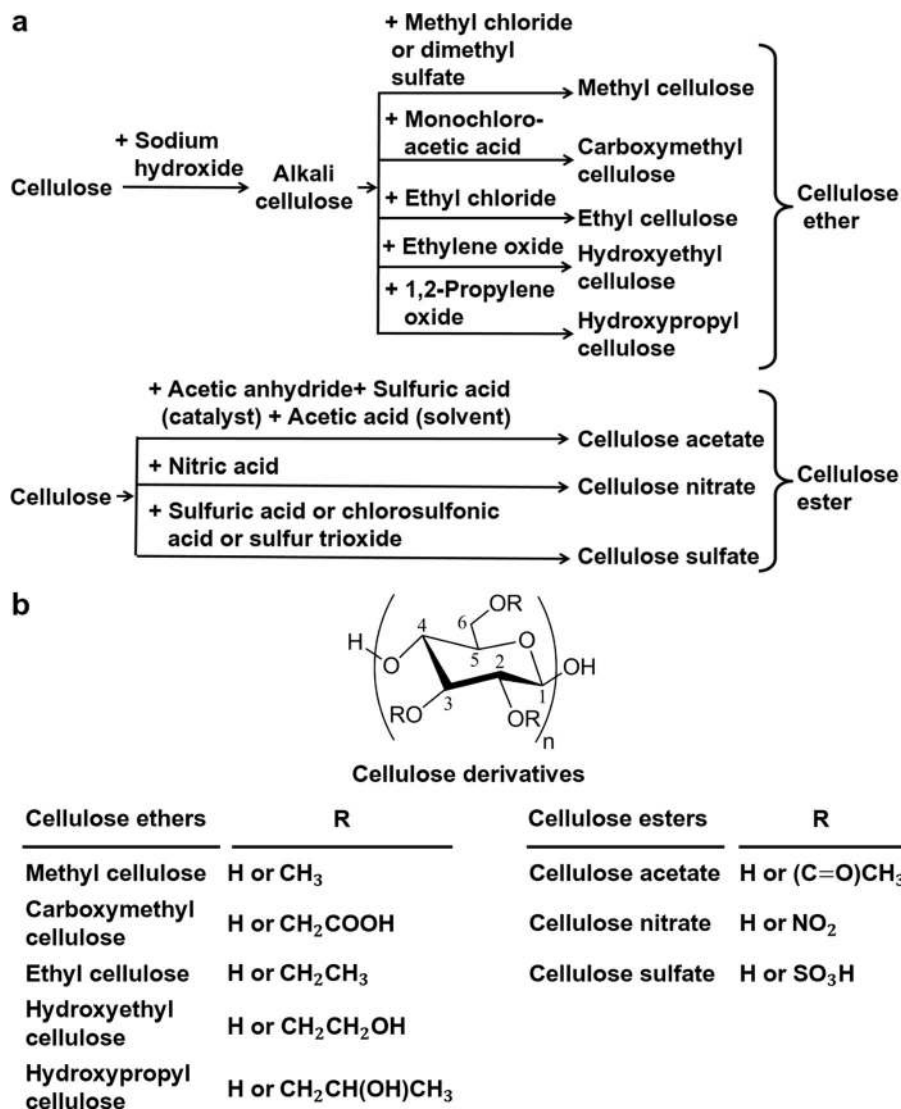 a
+ Methyl chloride
or dimethyl
sulfate
Methyl cellulose
+ Monochloro-
acetic acid
Carboxymethyl
cellulose
+ Sodium
hydroxide
Cellulose
Alkali
cellulose
+ Ethyl chloride
Ethyl cellulose
+ Ethylene oxide
Hydroxyethyl
cellulose
+ 1,2-Propylene
oxide
Hydroxypropyl
cellulose
Cellulose
ether
+ Acetic anhydride+ Sulfuric acid
(catalyst) + Acetic acid (solvent)
Cellulose acetate
Cellulose
+ Nitric acid
Cellulose nitrate
+ Sulfuric acid or chlorosulfonic
acid or sulfur trioxide
Cellulose sulfate
Cellulose
ester
b
OR
6
4
H
O
5
O
2
OH
1
RO
3
OR
n
Cellulose derivatives
Cellulose ethers R
Methyl cellulose H or CH₃
Carboxymethyl
cellulose H or CH₂COOH
Ethyl cellulose H or CH₂CH₃
Hydroxyethyl
cellulose H or CH₂CH₂OH
Hydroxypropyl
cellulose H or CH₂CH(OH)CH₃
Cellulose esters R
Cellulose acetate H or (C=O)CH₃
Cellulose nitrate H or NO₂
Cellulose sulfate H or SO₃H